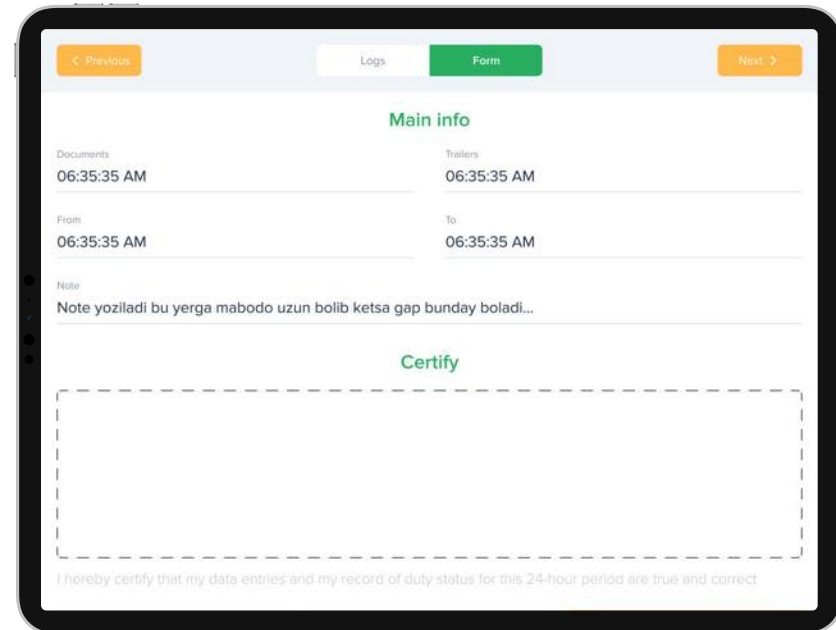 Previous
Logs
Form
Next
Main info
Documents
Trailers
06:35:35 AM
06:35:35 AM
From
To
06:35:35 AM
06:35:35 AM
Note
Note yoziladi bu yerga mabodo uzun bolib ketsa gap bunday boladi...
Certify
I hereby certify that my data entries and my record of duty status for this 24-hour period are true and correct